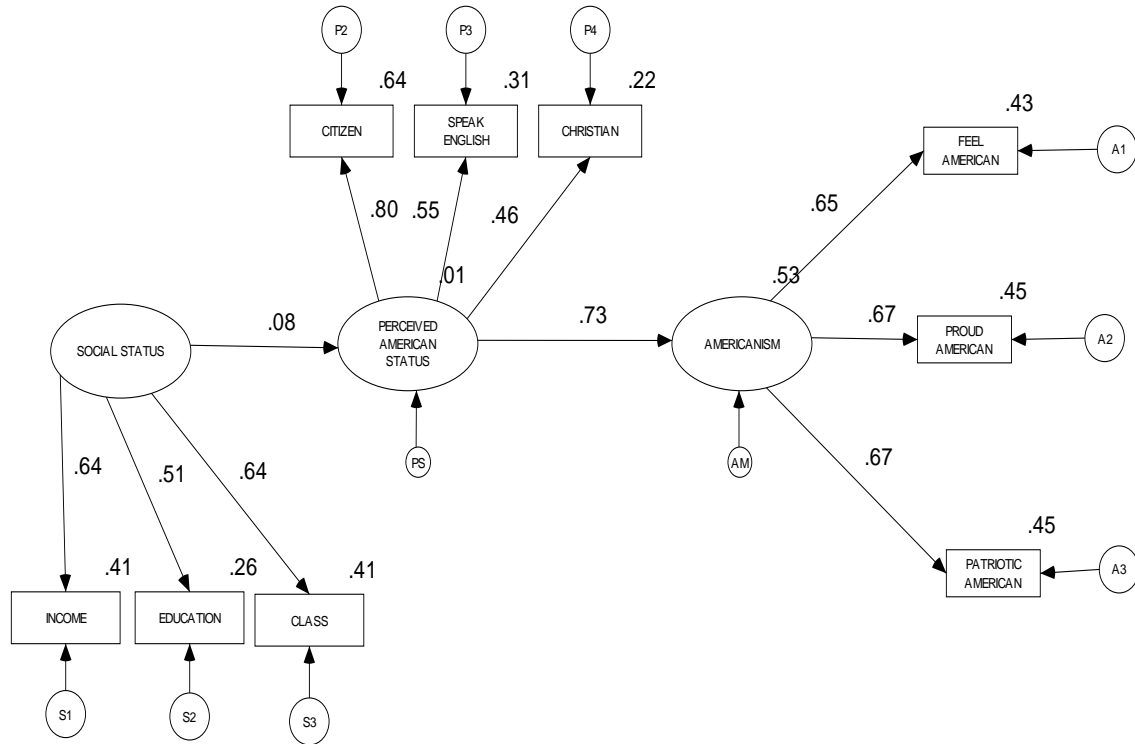 P2
P3
P4
.64
.31
.22
.43
CITIZEN
SPEAK
ENGLISH
CHRISTIAN
FEEL
AMERICAN
A1
.80
.55
.46
.65
.01
.53
.45
SOCIAL STATUS
.08
PERCEIVED
AMERICAN
STATUS
.73
AMERICANISM
.67
PROUD
AMERICAN
A2
PS
AM
.64
.51
.64
.67
.41
.26
.41
.45
INCOME
EDUCATION
CLASS
PATRIOTIC
AMERICAN
A3
S1
S2
S3